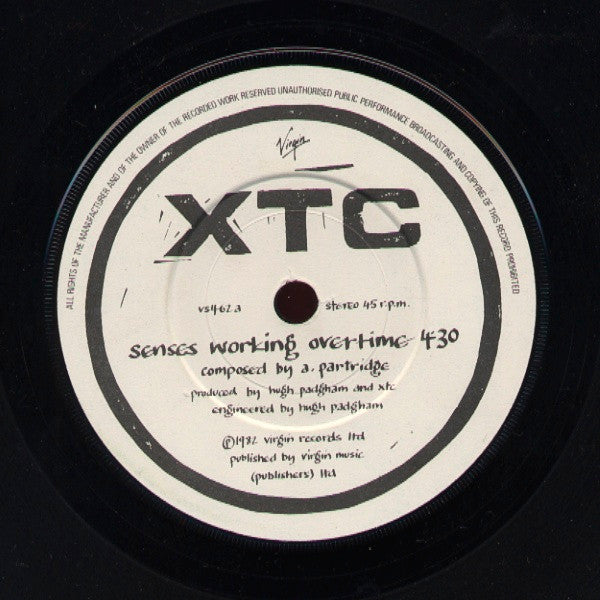 ALL RIGHTS OF THE MANUFACTURER AND OF THE OWNER OF THE RECORDED WORK RESERVED UNAUTHORISED PUBLIC PERFORMANCE BROADCASTING AND COPYING OF THIS RECORD PROHIBITED
Virgin
XTC
vs462a stereo 45 r.p.m.
senses working overtime 4:30
composed by a. partridge
produced by hugh padgham and xtc
engineered by hugh padgham
℗1982 virgin records ltd
published by virgin music
(publishers) ltd